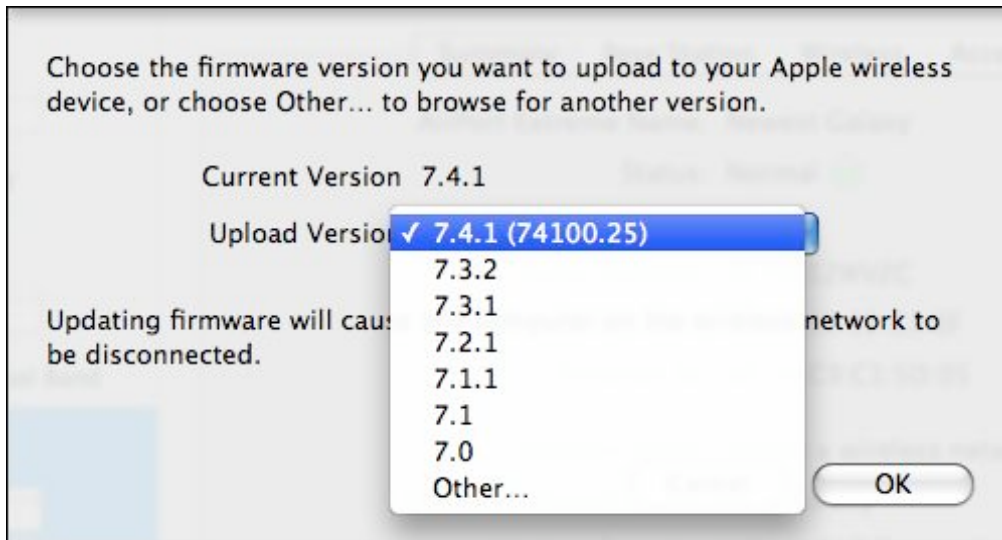 Choose the firmware version you want to upload to your Apple wireless
device, or choose Other... to browse for another version.
Current Version 7.4.1
Upload Versio
✓ 7.4.1 (74100.25)
7.3.2
7.3.1
7.2.1
7.1.1
7.1
7.0
Other...
Updating firmware will cau network to
be disconnected.
OK